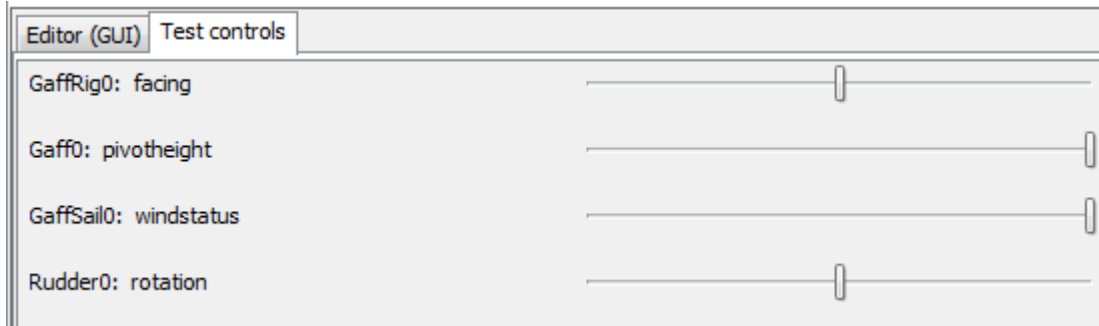 Editor (GUI) Test controls
GaffRig0: facing
Gaff0: pivotheight
GaffSail0: windstatus
Rudder0: rotation